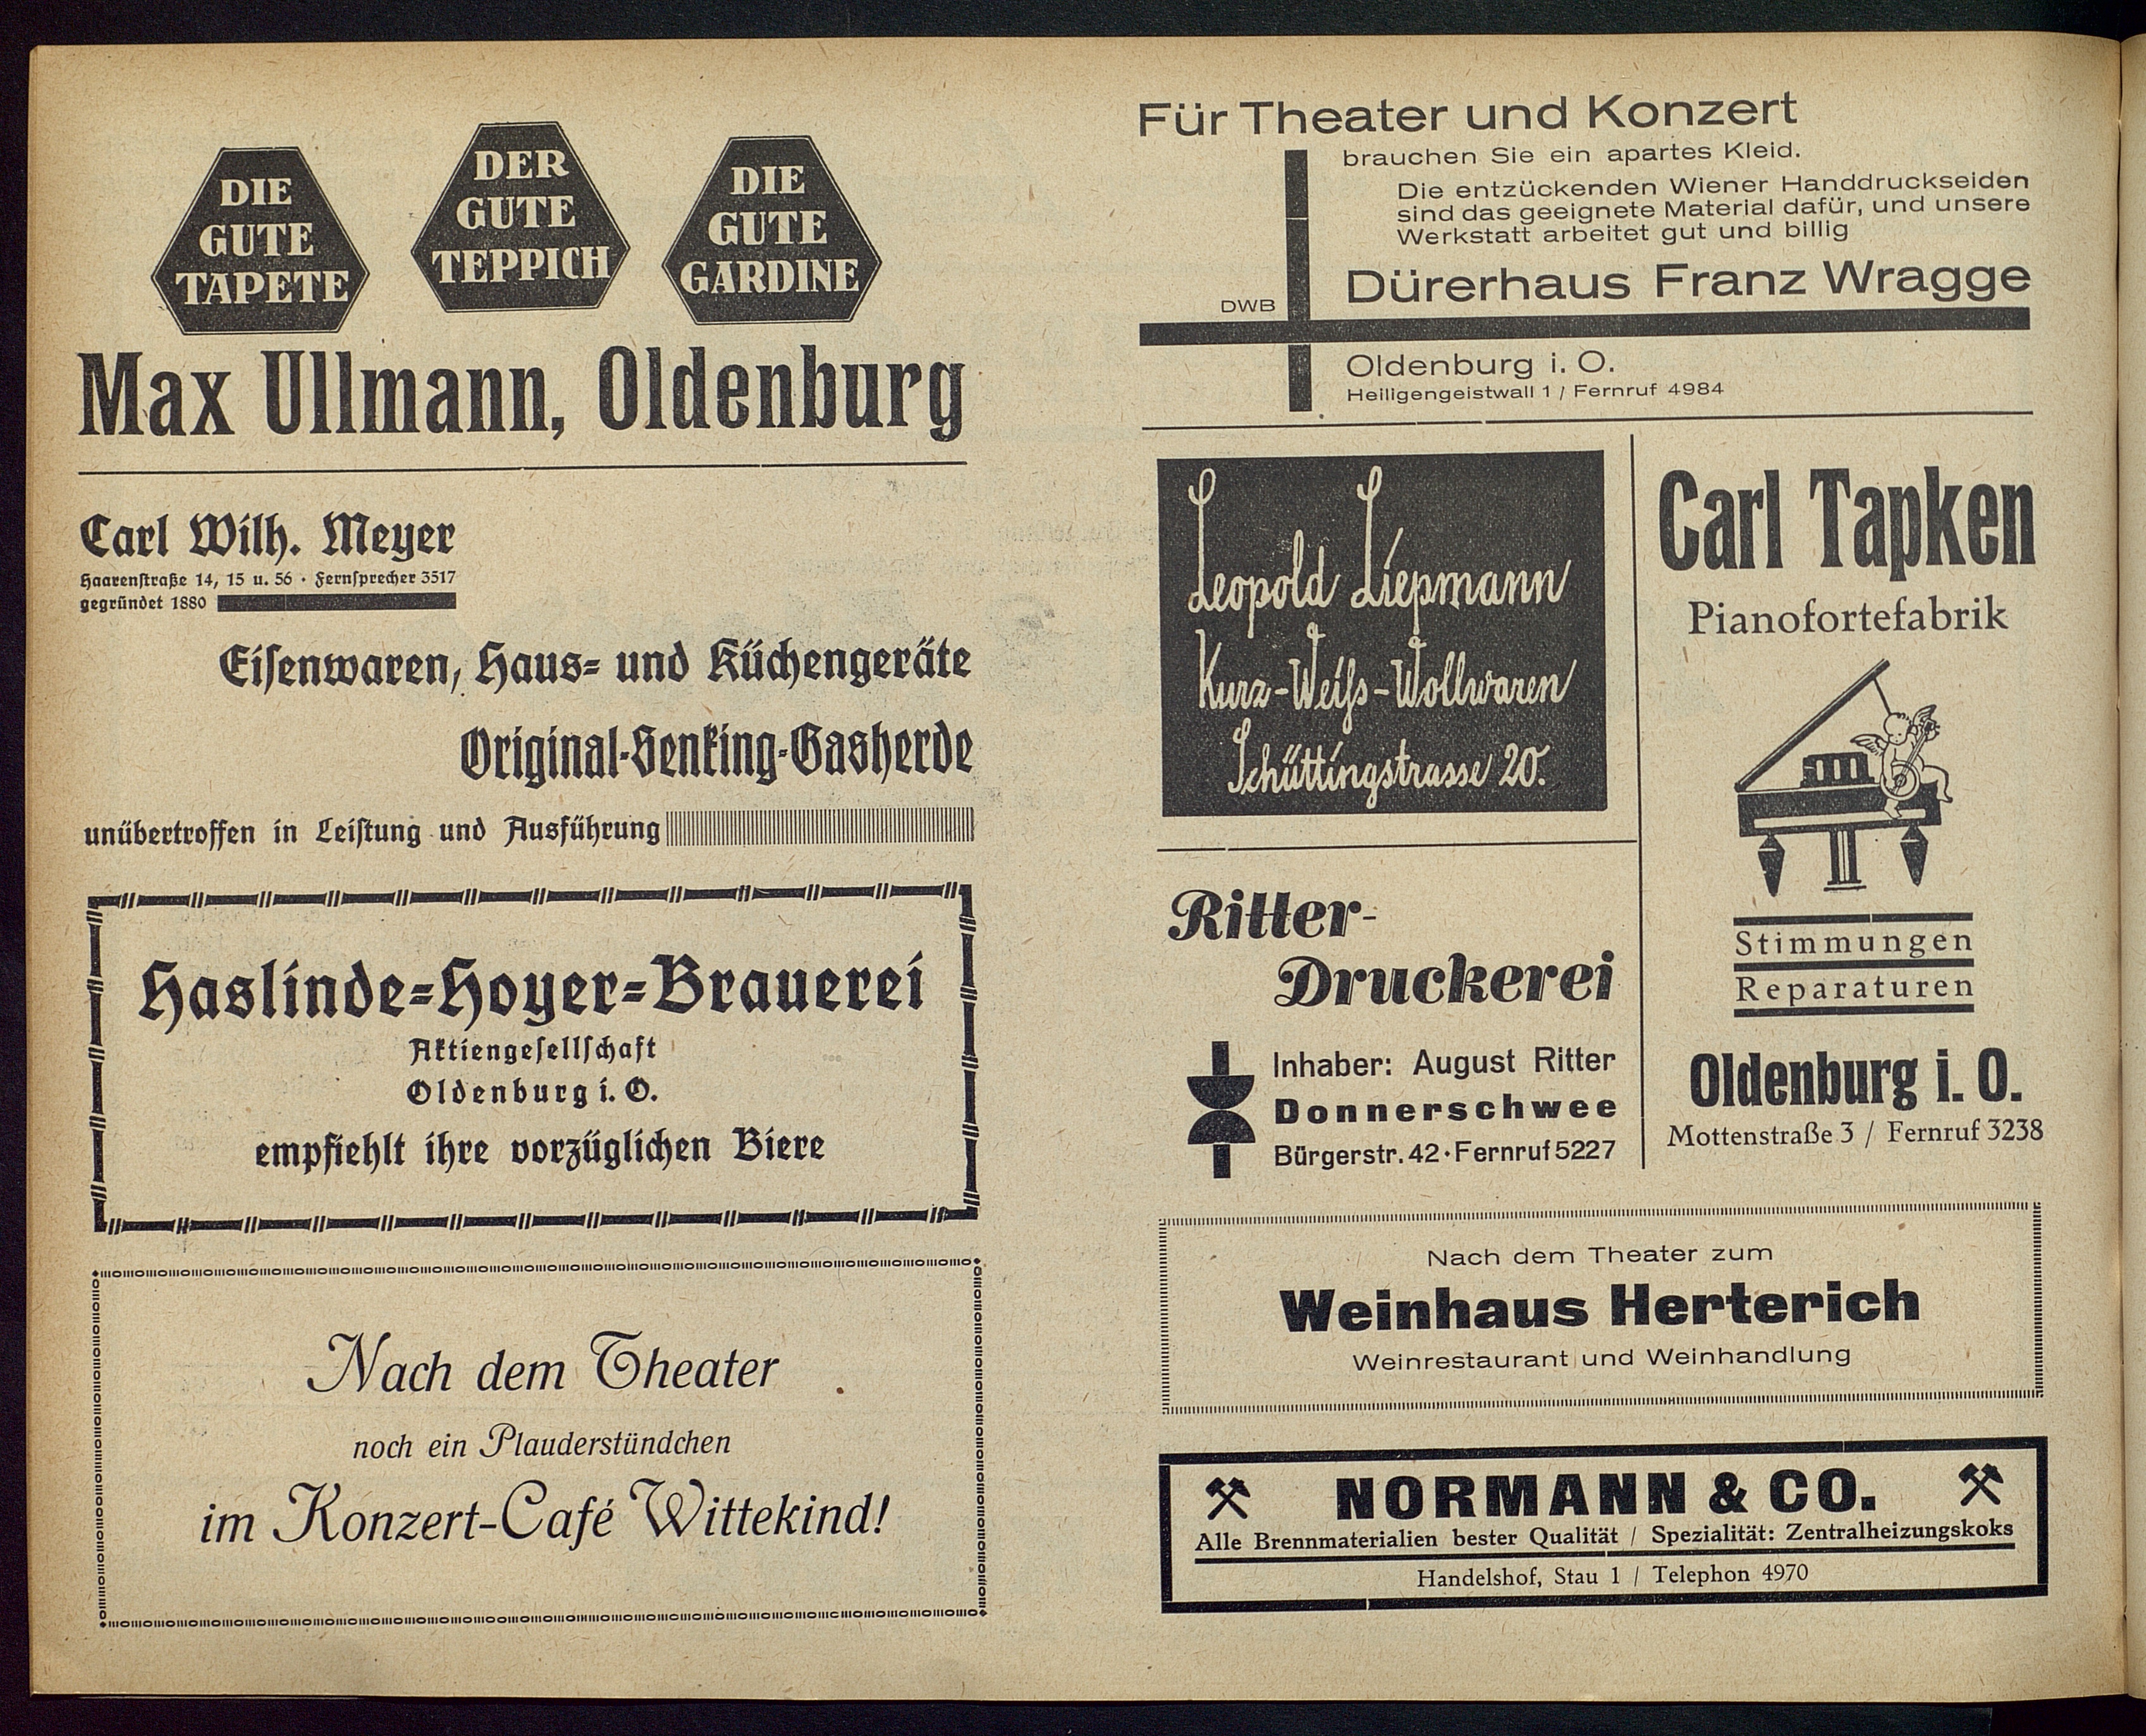 DIE
GUTE
TAPETE
DER
GUTE
TEPPICH
DIE
GUTE
GARDINE
Max Ullmann, Oldenburg
Carl Wilh. Meyer
Haarenſtraße 14, 15 u. 56 · Fernſprecher 3517
gegründet 1880
Eiſenwaren, Haus- und Küchengeräte
Original-Senking-Gasherde
unübertroffen in Leiſtung und Ausführung
Haslinde-Hoyer-Brauerei
Aktiengeſellſchaft
Oldenburg i. O.
empfiehlt ihre vorzüglichen Biere
Nach dem Theater
noch ein Plauderstündchen
im Konzert-Café Wittekind!
Für Theater und Konzert
brauchen Sie ein apartes Kleid.
Die entzückenden Wiener Handdruckseiden
sind das geeignete Material dafür, und unsere
Werkstatt arbeitet gut und billig
Dürerhaus Franz Wragge
DWB
Oldenburg i. O.
Heiligengeistwall 1 / Fernruf 4984
Leopold Liepmann
Kurz-Weiſs-Wollwaren
Schüttingstrasse 20.
Ritter-
Druckerei
Inhaber: August Ritter
Donnerschwee
Bürgerstr. 42 · Fernruf 5227
Carl Tapken
Pianofortefabrik
Stimmungen
Reparaturen
Oldenburg i. O.
Mottenstraße 3 / Fernruf 3238
Nach dem Theater zum
Weinhaus Herterich
Weinrestaurant und Weinhandlung
NORMANN & CO.
Alle Brennmaterialien bester Qualität / Spezialität: Zentralheizungskoks
Handelshof, Stau 1 / Telephon 4970